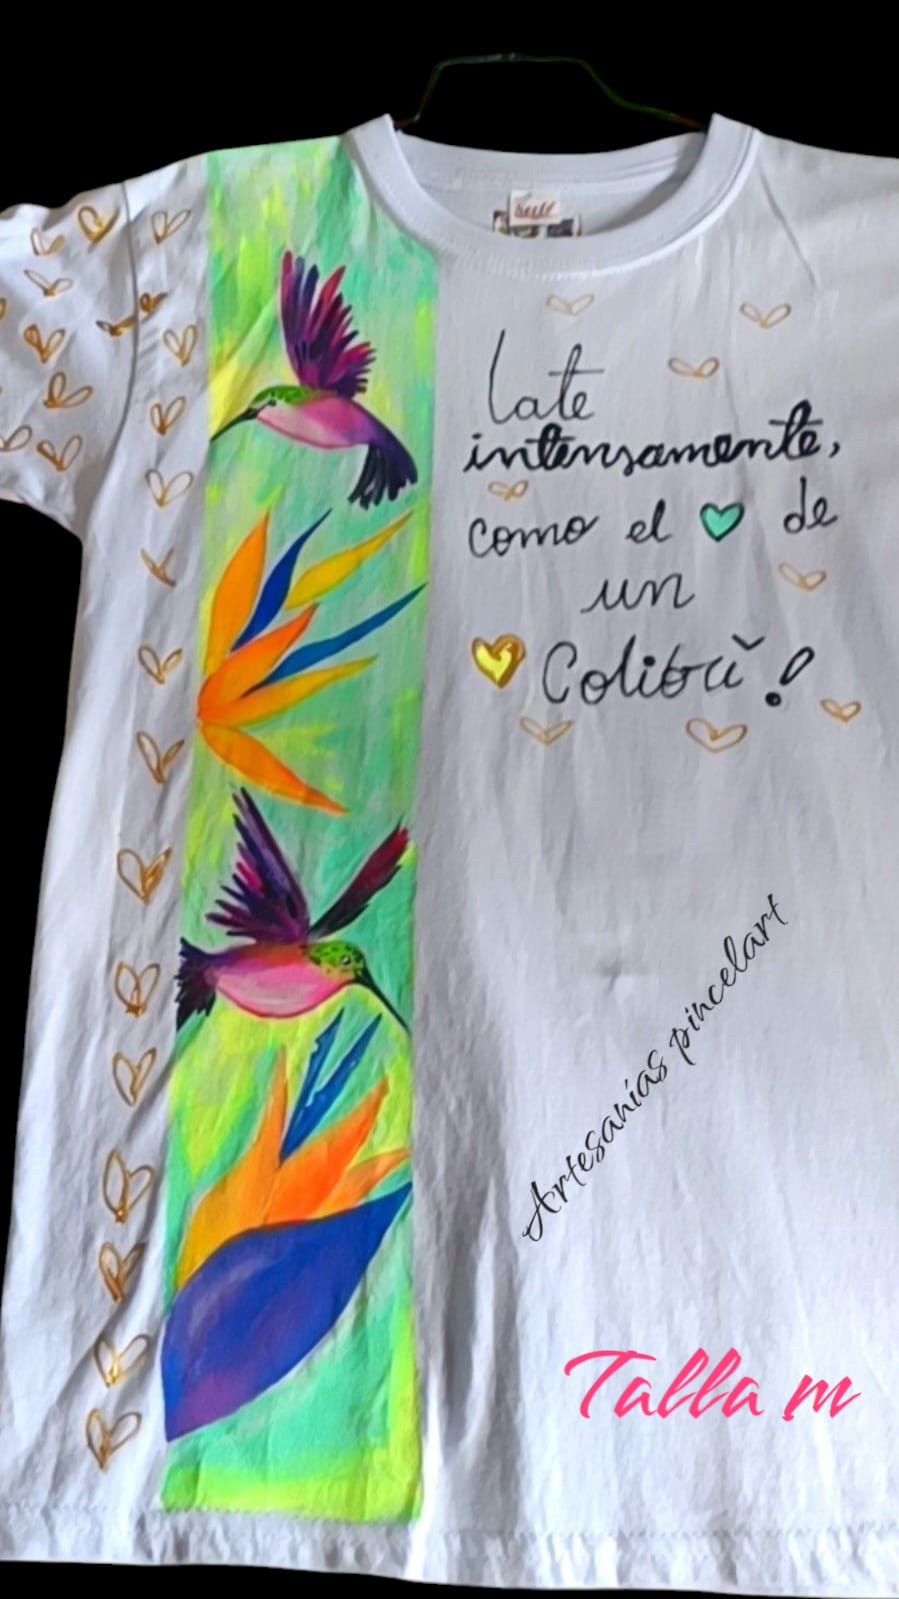 late
intensamente,
como el de
un
Colibrí!
Artesanías pincelart
Talla m